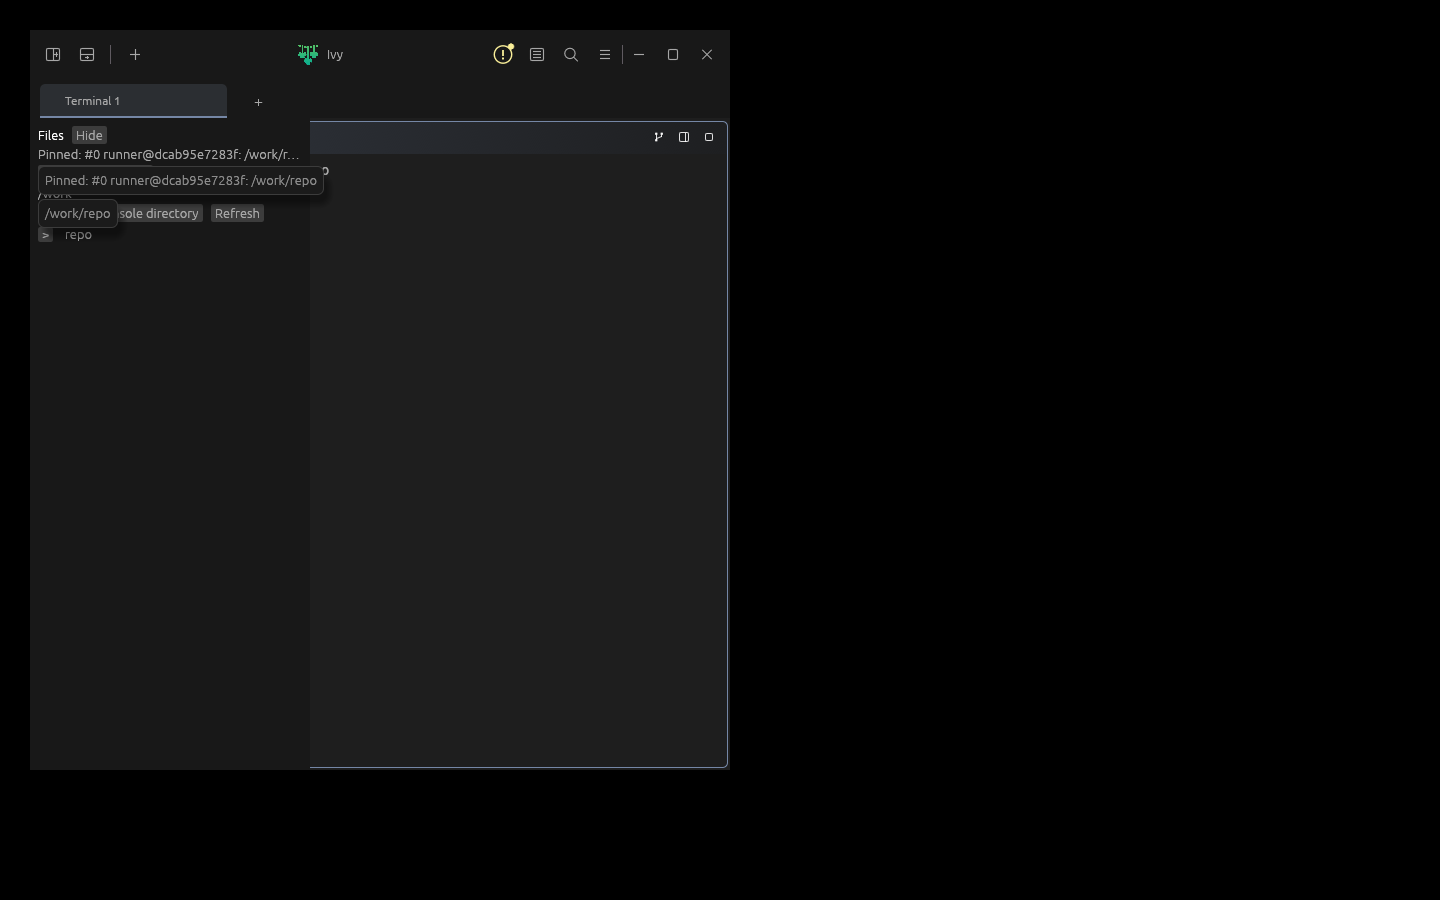 Ivy
Terminal 1
Files Hide
Pinned: #0 runner@dcab95e7283f: /work/r…
Pinned: #0 runner@dcab95e7283f: /work/repo
/work
/work/repo sole directory Refresh
> repo